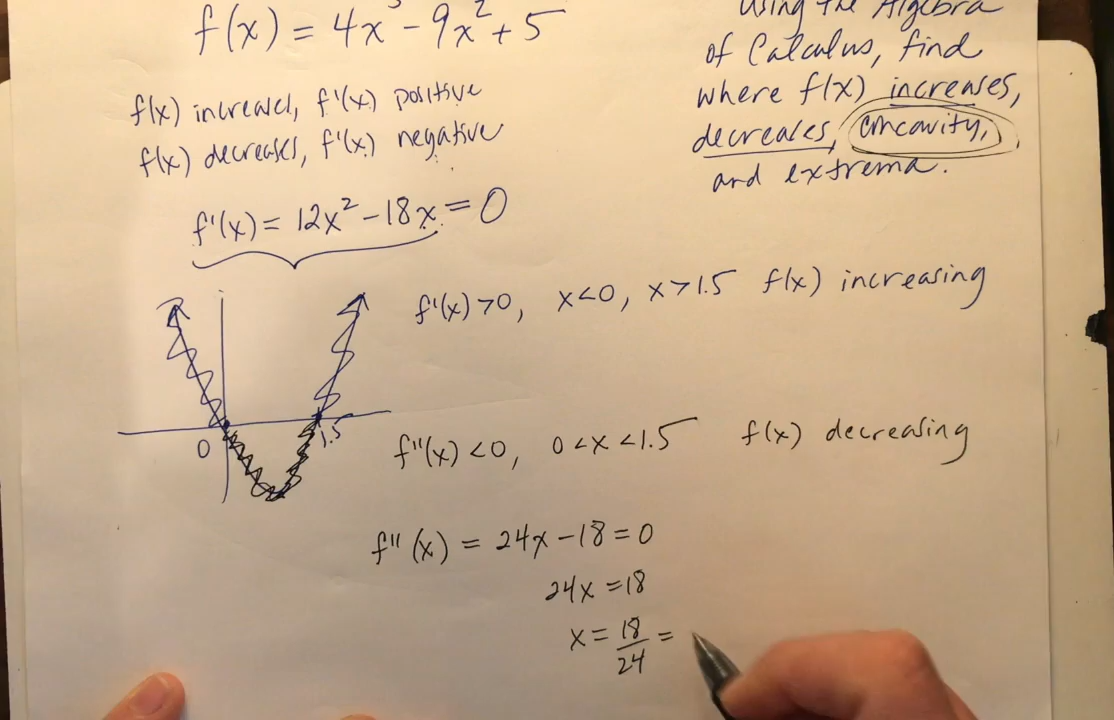 f(x) = 4x³ - 9x² + 5
Using the Algebra
of Calculus, find
where f(x) increases,
decreases, concavity,
and extrema.
f(x) increases, f'(x) positive
f(x) decreases, f'(x) negative
f'(x) = 12x² - 18x = 0
f'(x) > 0, x < 0, x > 1.5 f(x) increasing
0 1.5
f''(x) < 0, 0 < x < 1.5 f(x) decreasing
f''(x) = 24x - 18 = 0
24x = 18
x = 18/24 =